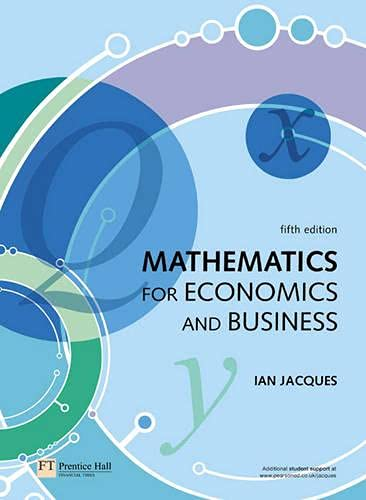 x
Q
fifth edition
MATHEMATICS
FOR ECONOMICS
AND BUSINESS
IAN JACQUES
y
FT Prentice Hall
FINANCIAL TIMES
Additional student support at
www.pearsoned.co.uk/jacques